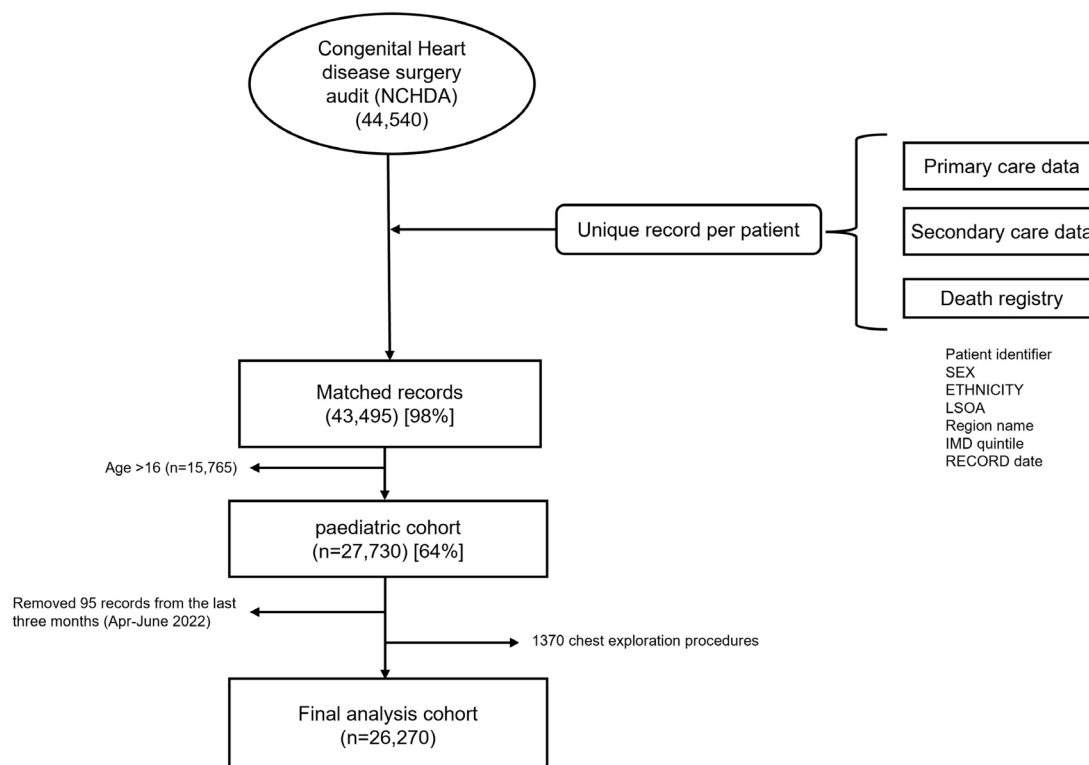 Congenital Heart
disease surgery
audit (NCHDA)
(44,540)
Primary care data
Unique record per patient
Secondary care data
Death registry
Patient identifier
SEX
ETHNICITY
LSOA
Region name
IMD quintile
RECORD date
Matched records
(43,495) [98%]
Age >16 (n=15,765)
paediatric cohort
(n=27,730) [64%]
Removed 95 records from the last
three months (Apr-June 2022)
1370 chest exploration procedures
Final analysis cohort
(n=26,270)